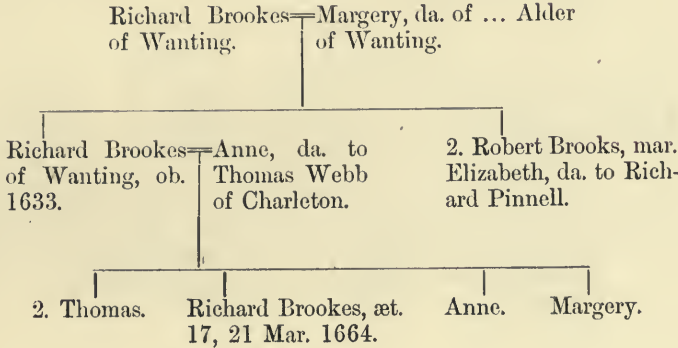 Richard Brookes═Margery, da. of ... Alder
of Wanting. of Wanting.
Richard Brookes═Anne, da. to
of Wanting, ob. Thomas Webb
1633. of Charleton.
2. Robert Brooks, mar.
Elizabeth, da. to Rich-
ard Pinnell.
2. Thomas.
Richard Brookes, æt.
17, 21 Mar. 1664.
Anne.
Margery.